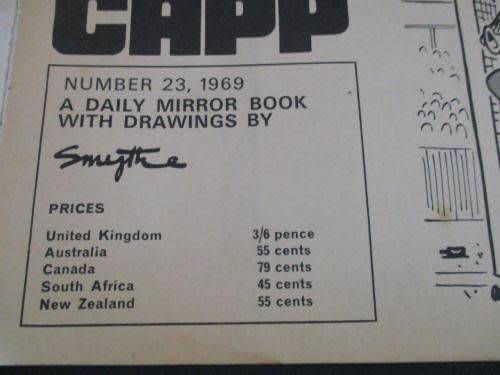 CAPP
NUMBER 23, 1969
A DAILY MIRROR BOOK
WITH DRAWINGS BY
Smythe
PRICES
United Kingdom 3/6 pence
Australia 55 cents
Canada 79 cents
South Africa 45 cents
New Zealand 55 cents